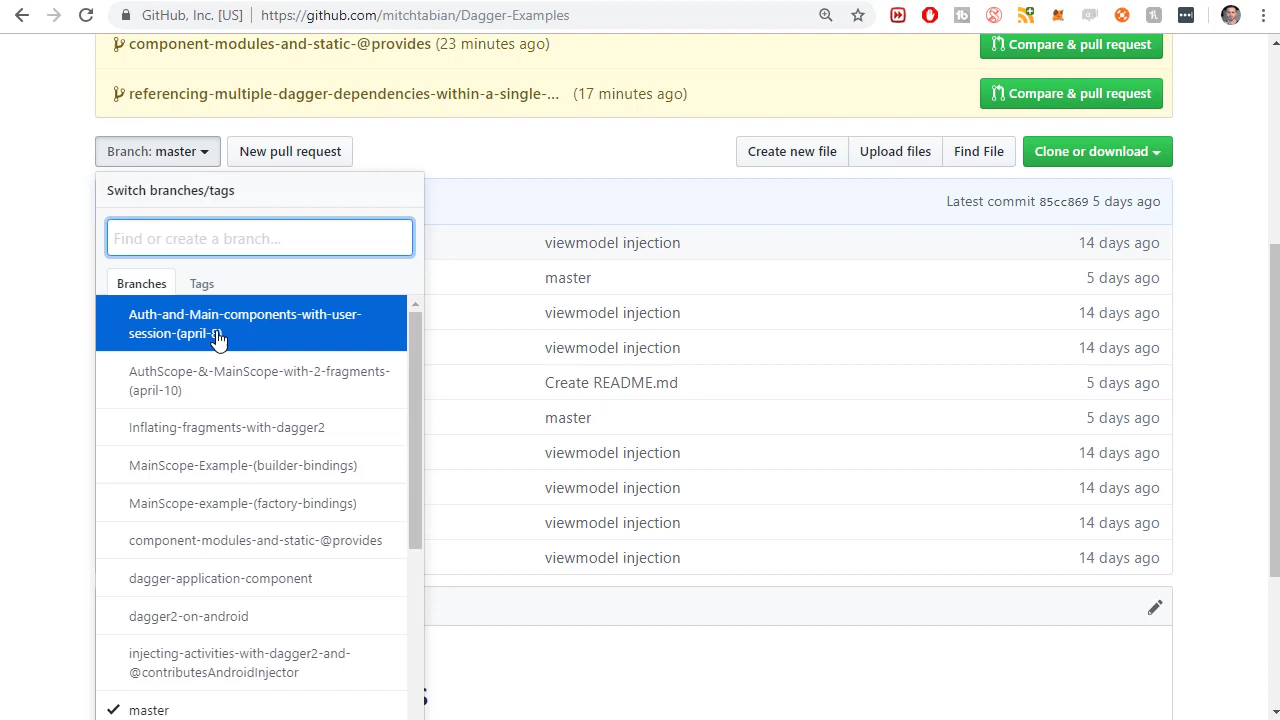 GitHub, Inc. [US] | https://github.com/mitchtabian/Dagger-Examples
component-modules-and-static-@provides (23 minutes ago)
Compare & pull request
referencing-multiple-dagger-dependencies-within-a-single-... (17 minutes ago)
Compare & pull request
Branch: master
New pull request
Create new file
Upload files
Find File
Clone or download
Switch branches/tags
Latest commit 85cc869 5 days ago
Find or create a branch...
viewmodel injection 14 days ago
master 5 days ago
Branches
Tags
Auth-and-Main-components-with-user-
session-(april-8)
viewmodel injection 14 days ago
viewmodel injection 14 days ago
AuthScope-&-MainScope-with-2-fragments-
(april-10)
Create README.md 5 days ago
master 5 days ago
Inflating-fragments-with-dagger2
viewmodel injection 14 days ago
MainScope-Example-(builder-bindings)
viewmodel injection 14 days ago
MainScope-example-(factory-bindings)
viewmodel injection 14 days ago
component-modules-and-static-@provides
viewmodel injection 14 days ago
dagger-application-component
dagger2-on-android
injecting-activities-with-dagger2-and-
@contributesAndroidInjector
master